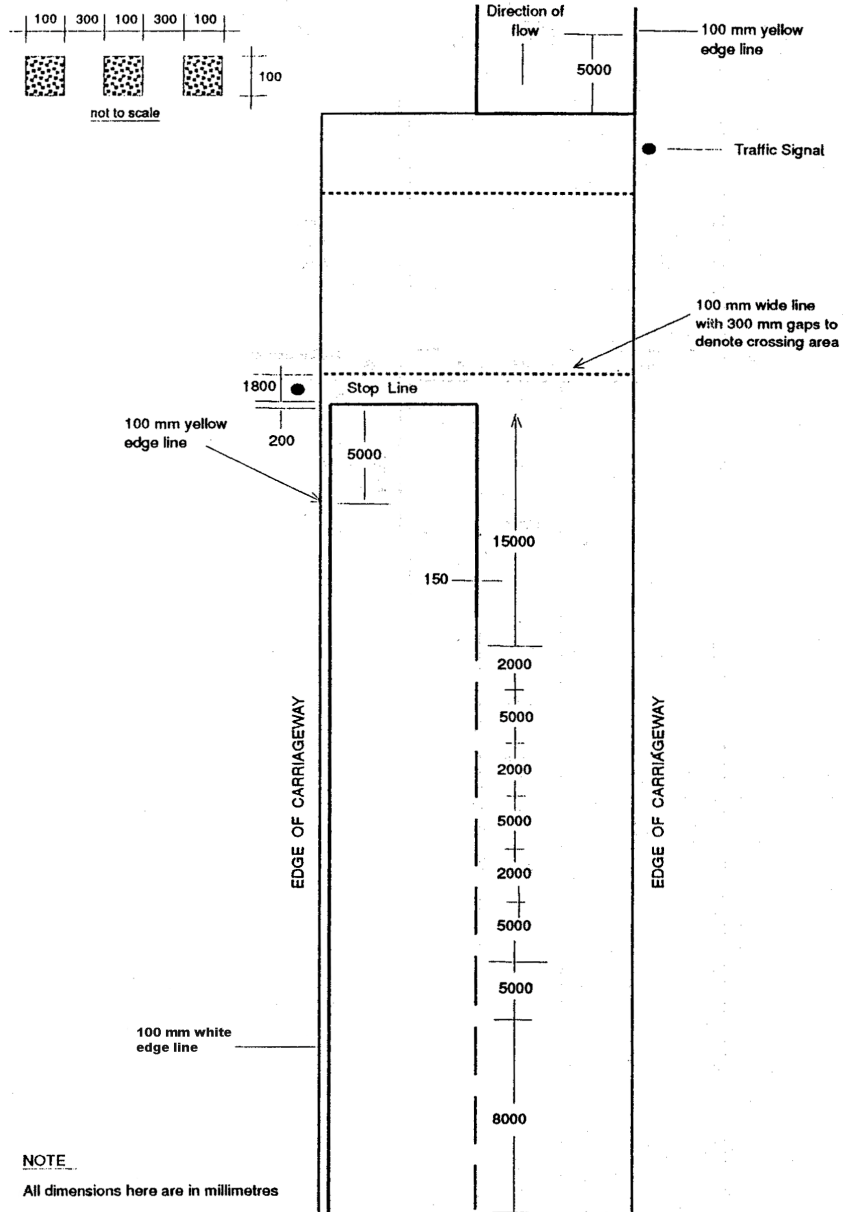 100 300 100 300 100
100
not to scale
Direction of
flow
5000
100 mm yellow
edge line
Traffic Signal
100 mm wide line
with 300 mm gaps to
denote crossing area
1800
Stop Line
200
100 mm yellow
edge line
5000
15000
150
2000
5000
2000
5000
2000
5000
5000
8000
EDGE OF CARRIAGEWAY
EDGE OF CARRIAGEWAY
100 mm white
edge line
NOTE
All dimensions here are in millimetres